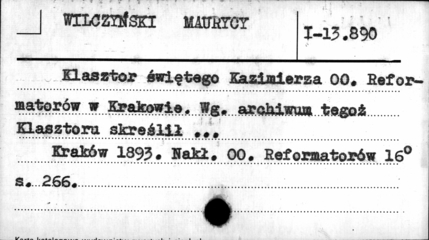 WILCZYŃSKI MAURYCY
I-13.890
Klasztor świętego Kazimierza OO. Refor-
matorów w Krakowie. Wg. archiwum tegoż
Klasztoru skreślił ...
Kraków 1893. Nakł. OO. Reformatorów 16°
s. 266.